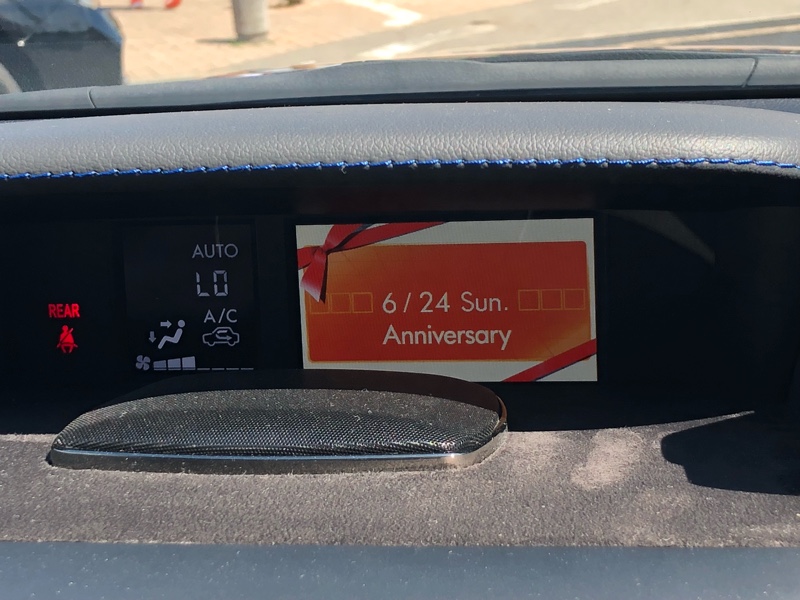 REAR
AUTO
LO
A/C
6/24 Sun.
Anniversary